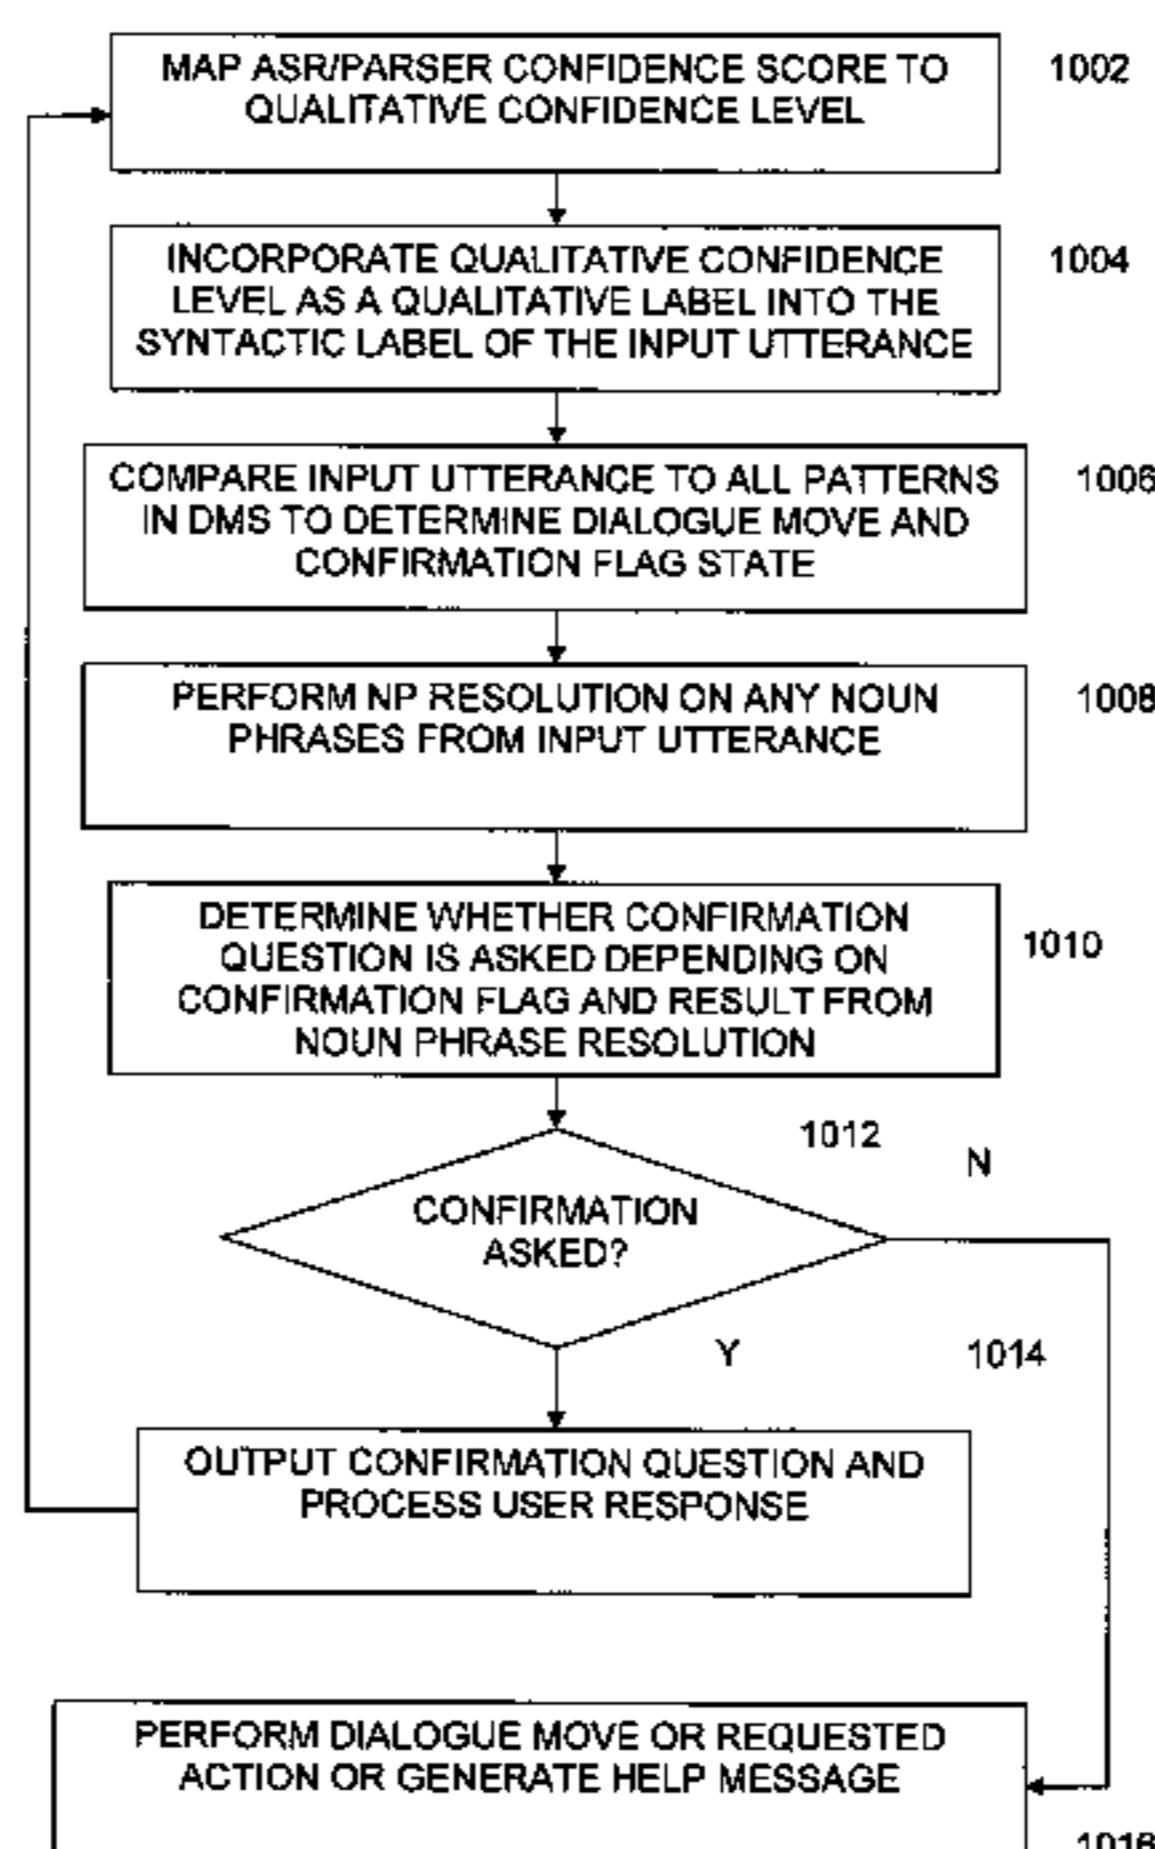 MAP ASR/PARSER CONFIDENCE SCORE TO
QUALITATIVE CONFIDENCE LEVEL
1002
INCORPORATE QUALITATIVE CONFIDENCE
LEVEL AS A QUALITATIVE LABEL INTO THE
SYNTACTIC LABEL OF THE INPUT UTTERANCE
1004
COMPARE INPUT UTTERANCE TO ALL PATTERNS
IN DMS TO DETERMINE DIALOGUE MOVE AND
CONFIRMATION FLAG STATE
1006
PERFORM NP RESOLUTION ON ANY NOUN
PHRASES FROM INPUT UTTERANCE
1008
DETERMINE WHETHER CONFIRMATION
QUESTION IS ASKED DEPENDING ON
CONFIRMATION FLAG AND RESULT FROM
NOUN PHRASE RESOLUTION
1010
1012
N
CONFIRMATION
ASKED?
Y
1014
OUTPUT CONFIRMATION QUESTION AND
PROCESS USER RESPONSE
PERFORM DIALOGUE MOVE OR REQUESTED
ACTION OR GENERATE HELP MESSAGE
1016